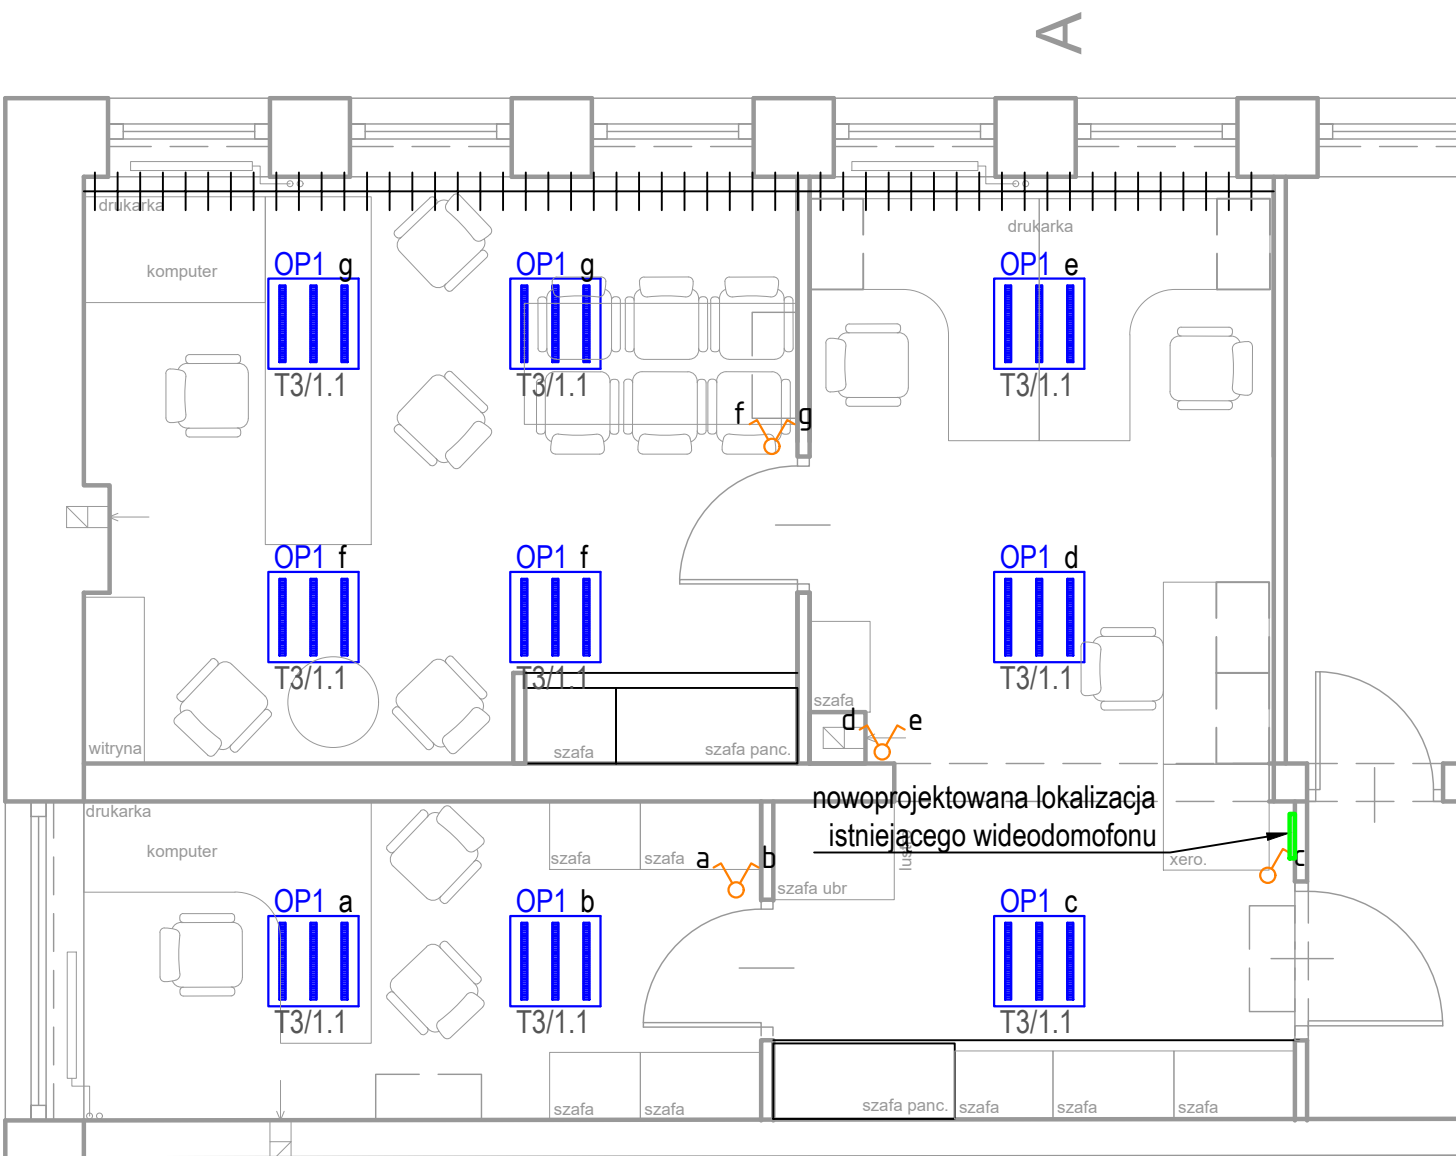 A
drukarka
komputer
drukarka
OP1 g
OP1 g
OP1 e
T3/1.1
T3/1.1
T3/1.1
f
g
OP1 f
OP1 f
OP1 d
T3/1.1
T3/1.1
T3/1.1
szafa
d
e
witryna
szafa
szafa panc.
nowoprojektowana lokalizacja
istniejącego wideodomofonu
drukarka
komputer
szafa
szafa
a
b
szafa ubr
xero.
c
OP1 a
OP1 b
OP1 c
T3/1.1
T3/1.1
T3/1.1
szafa
szafa
szafa panc.
szafa
szafa
szafa